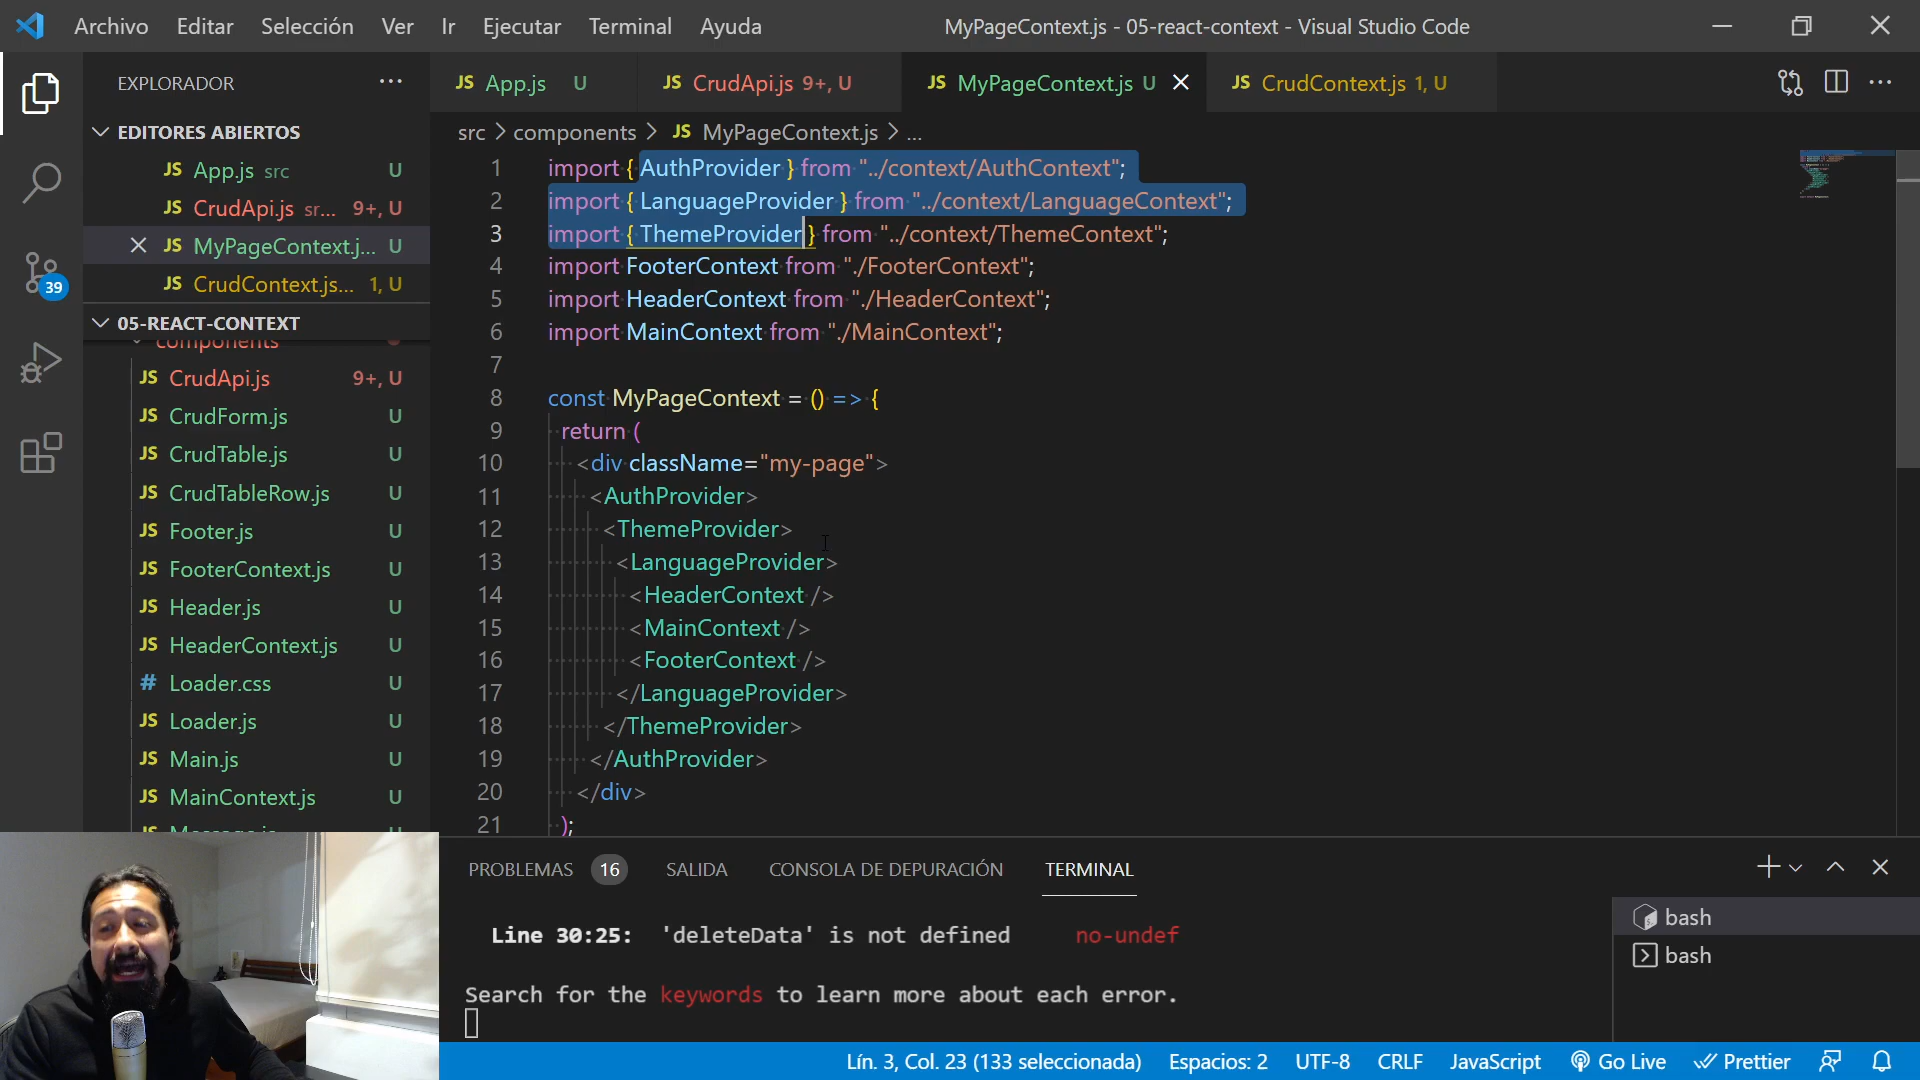 Archivo Editar Selección Ver Ir Ejecutar Terminal Ayuda
MyPageContext.js - 05-react-context - Visual Studio Code
EXPLORADOR
EDITORES ABIERTOS
JS App.js src U
JS CrudApi.js sr... 9+, U
JS MyPageContext.j... U
JS CrudContext.js... 1, U
05-REACT-CONTEXT
components
JS CrudApi.js 9+, U
JS CrudForm.js U
JS CrudTable.js U
JS CrudTableRow.js U
JS Footer.js U
JS FooterContext.js U
JS Header.js U
JS HeaderContext.js U
# Loader.css U
JS Loader.js U
JS Main.js U
JS MainContext.js U
39
JS App.js U
JS CrudApi.js 9+, U
JS MyPageContext.js U
JS CrudContext.js 1, U
src > components > JS MyPageContext.js > ...
1 import { AuthProvider } from "../context/AuthContext";
2 import { LanguageProvider } from "../context/LanguageContext";
3 import { ThemeProvider } from "../context/ThemeContext";
4 import FooterContext from "./FooterContext";
5 import HeaderContext from "./HeaderContext";
6 import MainContext from "./MainContext";
7
8 const MyPageContext = () => {
9 return (
10 <div className="my-page">
11 <AuthProvider>
12 <ThemeProvider>
13 <LanguageProvider>
14 <HeaderContext />
15 <MainContext />
16 <FooterContext />
17 </LanguageProvider>
18 </ThemeProvider>
19 </AuthProvider>
20 </div>
21 );
PROBLEMAS 16 SALIDA CONSOLA DE DEPURACIÓN TERMINAL
Line 30:25: 'deleteData' is not defined no-undef
Search for the keywords to learn more about each error.
bash
bash
Lín. 3, Col. 23 (133 seleccionada) Espacios: 2 UTF-8 CRLF JavaScript Go Live Prettier